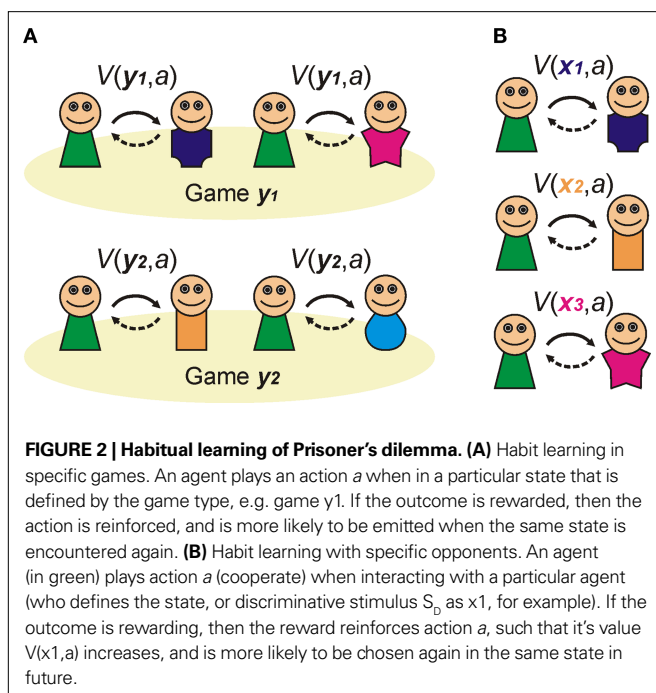 A
B
V(y1,a) V(y1,a)
Game y1
V(y2,a) V(y2,a)
Game y2
V(x1,a)
V(x2,a)
V(x3,a)
FIGURE 2 | Habitual learning of Prisoner's dilemma. (A) Habit learning in
specific games. An agent plays an action a when in a particular state that is
defined by the game type, e.g. game y1. If the outcome is rewarded, then the
action is reinforced, and is more likely to be emitted when the same state is
encountered again. (B) Habit learning with specific opponents. An agent
(in green) plays action a (cooperate) when interacting with a particular agent
(who defines the state, or discriminative stimulus S_D as x1, for example). If the
outcome is rewarding, then the reward reinforces action a, such that it's value
V(x1,a) increases, and is more likely to be chosen again in the same state in
future.